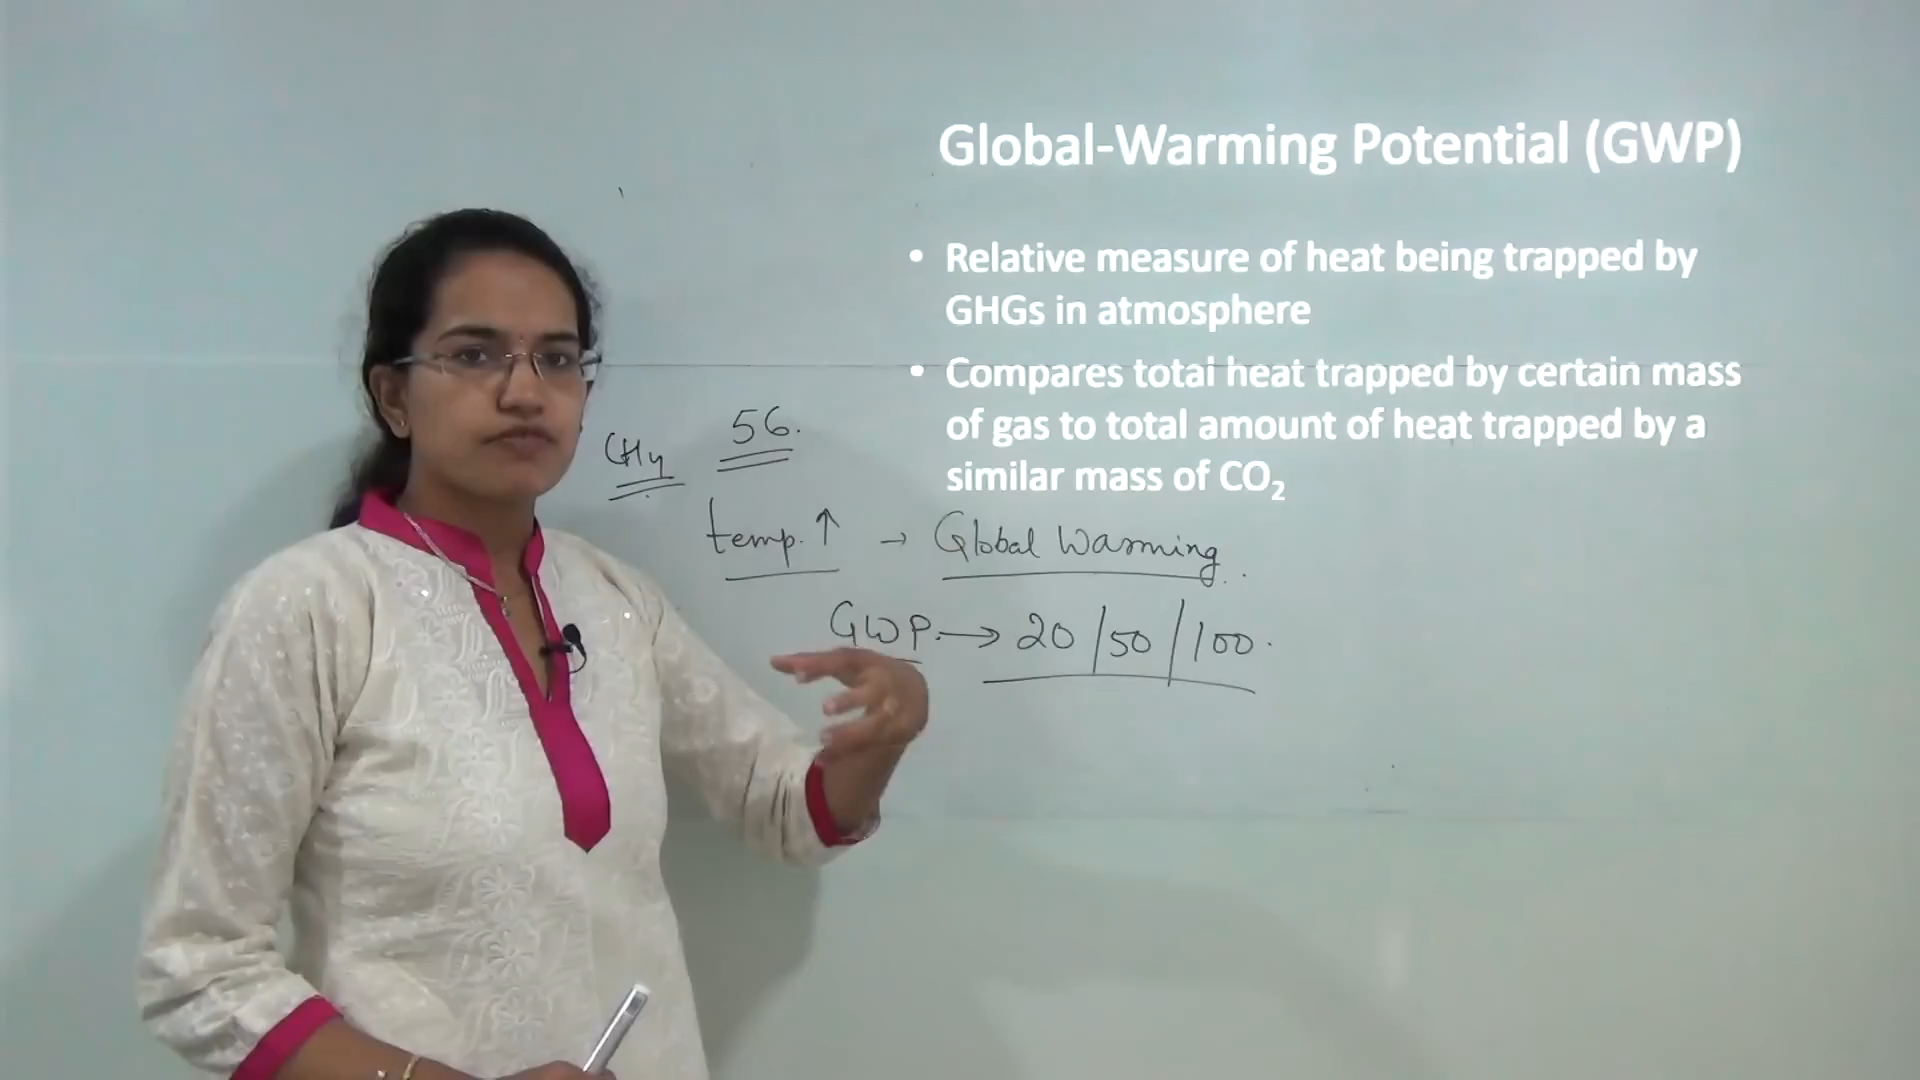 Global-Warming Potential (GWP)
• Relative measure of heat being trapped by
GHGs in atmosphere
• Compares total heat trapped by certain mass
of gas to total amount of heat trapped by a
similar mass of CO₂
CH4 56.
temp. ↑ → Global Warming
GWP. → 20/50/100.